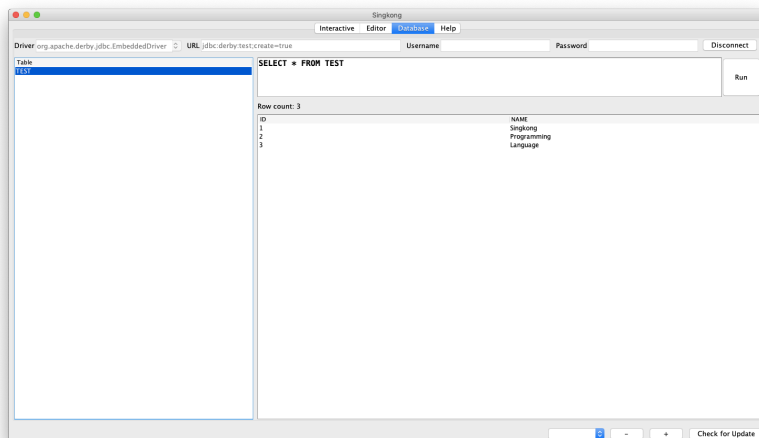 Singkong
Interactive Editor Database Help
Driver org.apache.derby.jdbc.EmbeddedDriver URL jdbc:derby:test;create=true Username Password Disconnect
Table
TEST
SELECT * FROM TEST
Run
Row count: 3
ID NAME
1 Singkong
2 Programming
3 Language
- + Check for Update